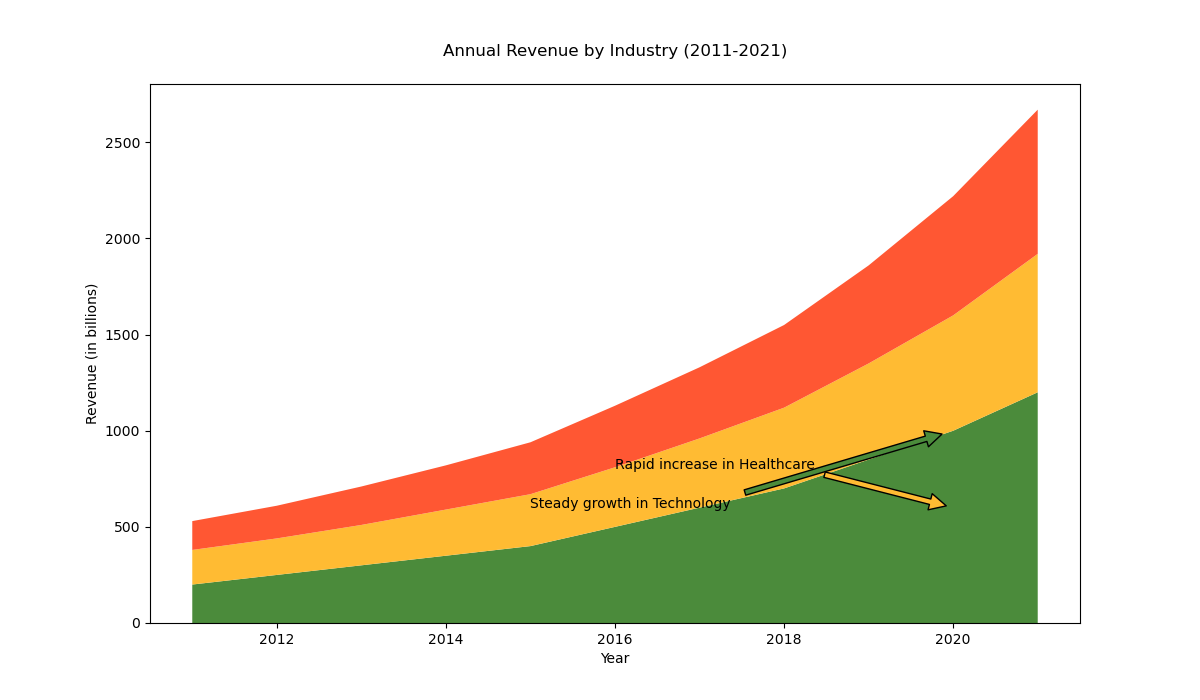 Annual Revenue by Industry (2011-2021)
Revenue (in billions)
2500
2000
1500
1000
500
0
Rapid increase in Healthcare
Steady growth in Technology
2012 2014 2016 2018 2020
Year